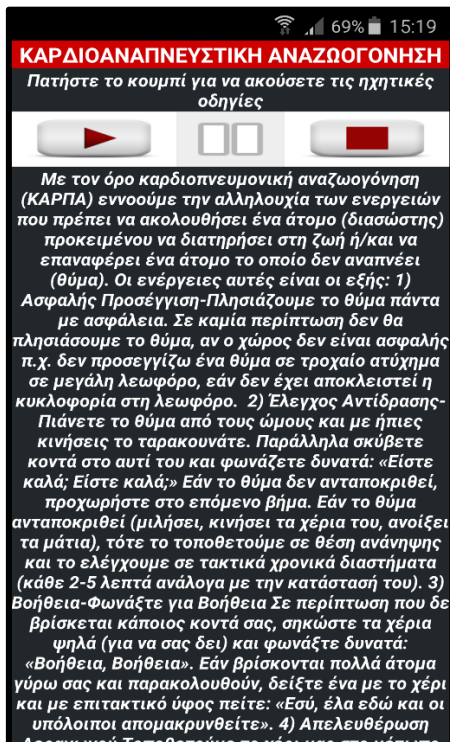 69% 15:19
ΚΑΡΔΙΟΑΝΑΠΝΕΥΣΤΙΚΗ ΑΝΑΖΩΟΓΟΝΗΣΗ
Πατήστε το κουμπί για να ακούσετε τις ηχητικές
οδηγίες
Με τον όρο καρδιοπνευμονική αναζωογόνηση
(ΚΑΡΠΑ) εννοούμε την αλληλουχία των ενεργειών
που πρέπει να ακολουθήσει ένα άτομο (διασώστης)
προκειμένου να διατηρήσει στη ζωή ή/και να
επαναφέρει ένα άτομο το οποίο δεν αναπνέει
(θύμα). Οι ενέργειες αυτές είναι οι εξής: 1)
Ασφαλής Προσέγγιση-Πλησιάζουμε το θύμα πάντα
με ασφάλεια. Σε καμία περίπτωση δεν θα
πλησιάσουμε το θύμα, αν ο χώρος δεν είναι ασφαλής
π.χ. δεν προσεγγίζω ένα θύμα σε τροχαίο ατύχημα
σε μεγάλη λεωφόρο, εάν δεν έχει αποκλειστεί η
κυκλοφορία στη λεωφόρο. 2) Έλεγχος Αντίδρασης-
Πιάνετε το θύμα από τους ώμους και με ήπιες
κινήσεις το ταρακουνάτε. Παράλληλα σκύβετε
κοντά στο αυτί του και φωνάζετε δυνατά: «Είστε
καλά; Είστε καλά;» Εάν το θύμα δεν ανταποκριθεί,
προχωρήστε στο επόμενο βήμα. Εάν το θύμα
ανταποκριθεί (μιλήσει, κινήσει τα χέρια του, ανοίξει
τα μάτια), τότε το τοποθετούμε σε θέση ανάνηψης
και το ελέγχουμε σε τακτικά χρονικά διαστήματα
(κάθε 2-5 λεπτά ανάλογα με την κατάστασή του). 3)
Βοήθεια-Φωνάξτε για Βοήθεια Σε περίπτωση που δε
βρίσκεται κάποιος κοντά σας, σηκώστε τα χέρια
ψηλά (για να σας δει) και φωνάξτε δυνατά:
«Βοήθεια, Βοήθεια». Εάν βρίσκονται πολλά άτομα
γύρω σας και παρακολουθούν, δείξτε ένα με το χέρι
και με επιτακτικό ύφος πείτε: «Εσύ, έλα εδώ και οι
υπόλοιποι απομακρυνθείτε». 4) Απελευθέρωση